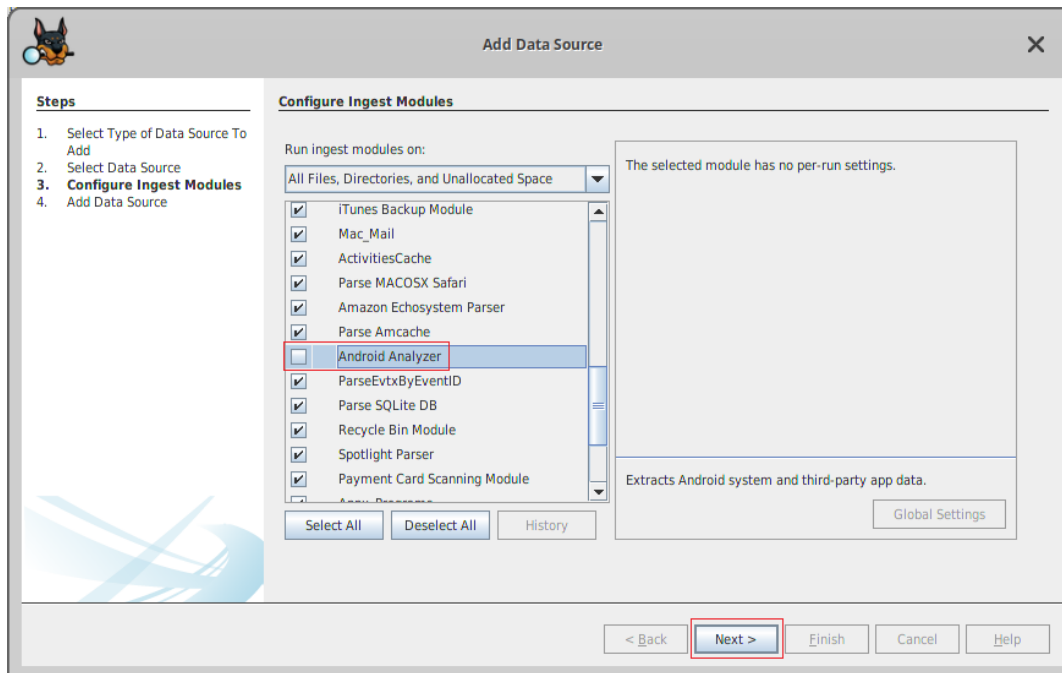 Add Data Source
Steps
1. Select Type of Data Source To
Add
2. Select Data Source
3. Configure Ingest Modules
4. Add Data Source
Configure Ingest Modules
Run ingest modules on:
All Files, Directories, and Unallocated Space
iTunes Backup Module
Mac_Mail
ActivitiesCache
Parse MACOSX Safari
Amazon Echosystem Parser
Parse Amcache
Android Analyzer
ParseEvtxByEventID
Parse SQLite DB
Recycle Bin Module
Spotlight Parser
Payment Card Scanning Module
Select All
Deselect All
History
The selected module has no per-run settings.
Extracts Android system and third-party app data.
Global Settings
< Back
Next >
Finish
Cancel
Help